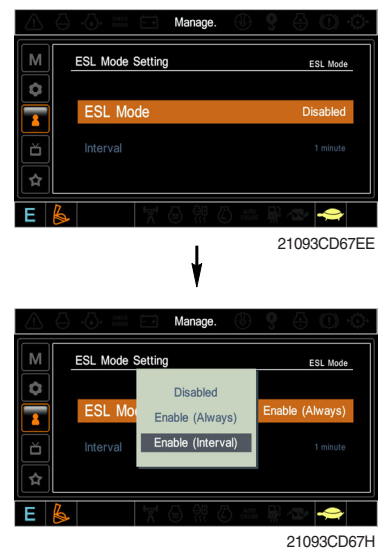 Manage.
M
ESL Mode Setting ESL Mode
ESL Mode Disabled
Interval 1 minute
E
21093CD67EE
Manage.
M
ESL Mode Setting ESL Mode
Disabled
ESL Mo Enable (Always) Enable (Always)
Enable (Interval)
Interval 1 minute
E
21093CD67H